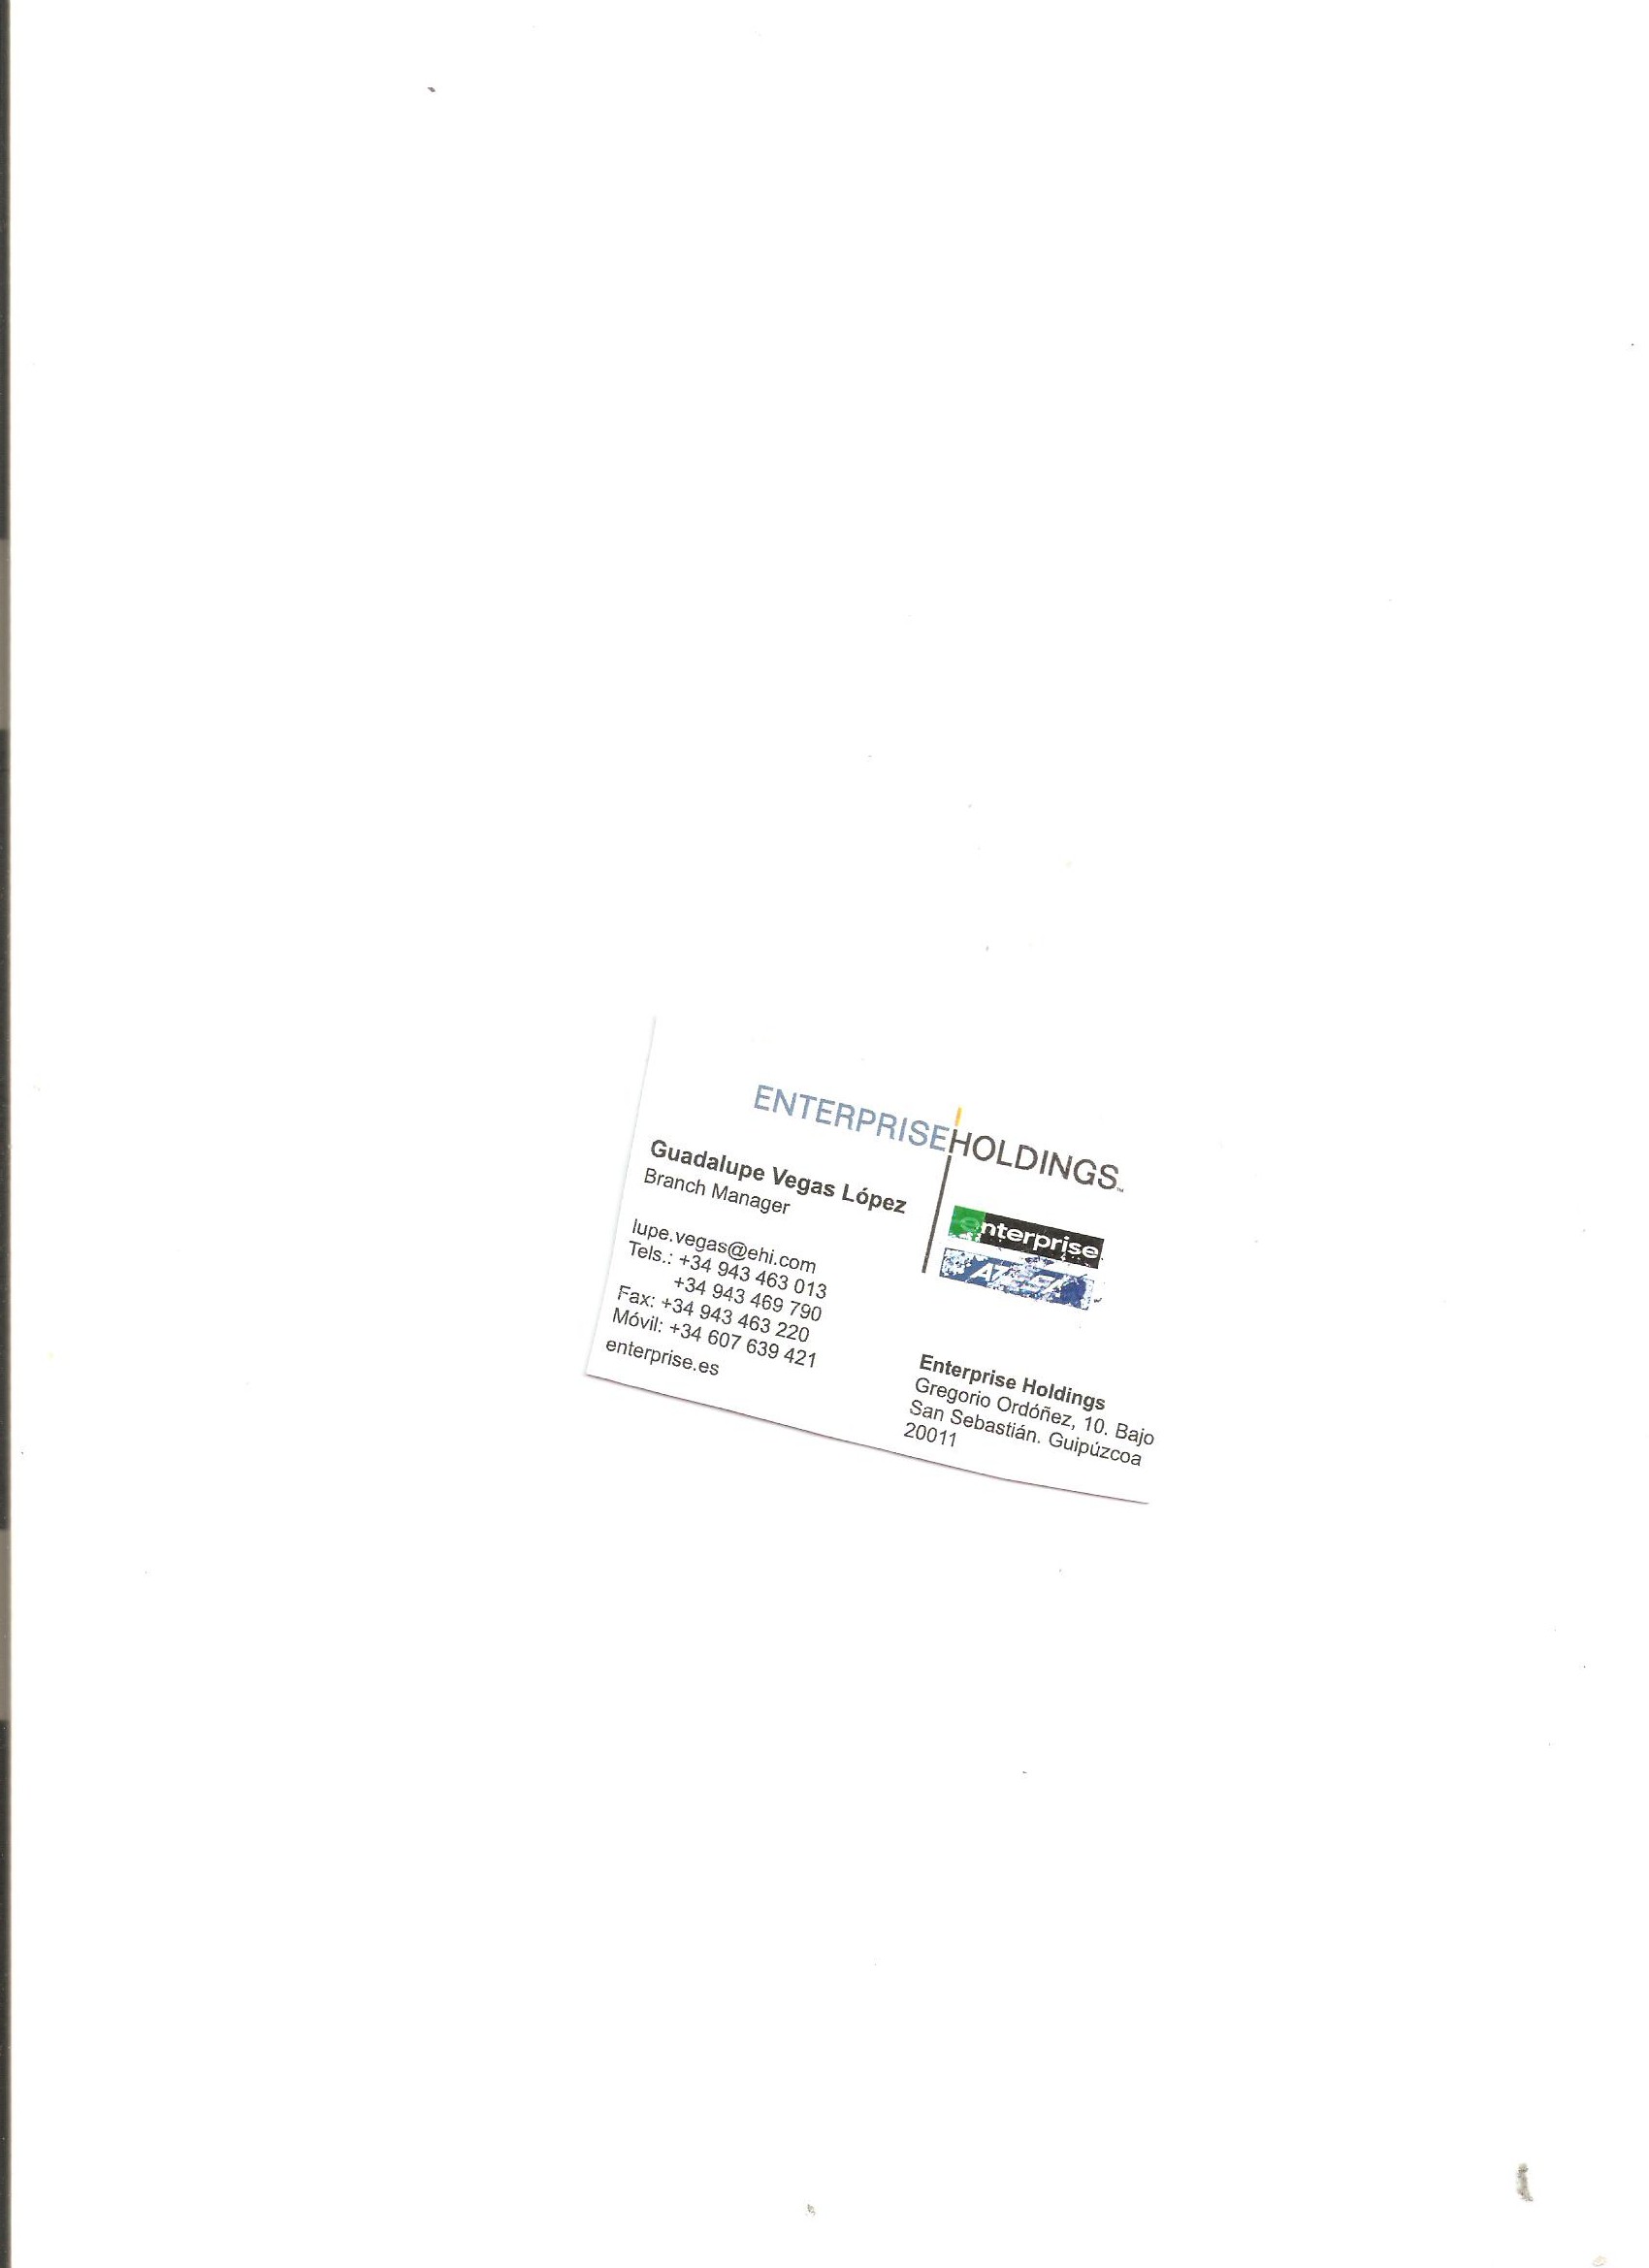 ENTERPRISEHOLDINGS™
Guadalupe Vegas López
Branch Manager
lupe.vegas@ehi.com
Tels.: +34 943 463 013
+34 943 469 790
Fax: +34 943 463 220
Móvil: +34 607 639 421
enterprise.es
enterprise
ATESA
Enterprise Holdings
Gregorio Ordóñez, 10. Bajo
San Sebastián. Guipúzcoa
20011